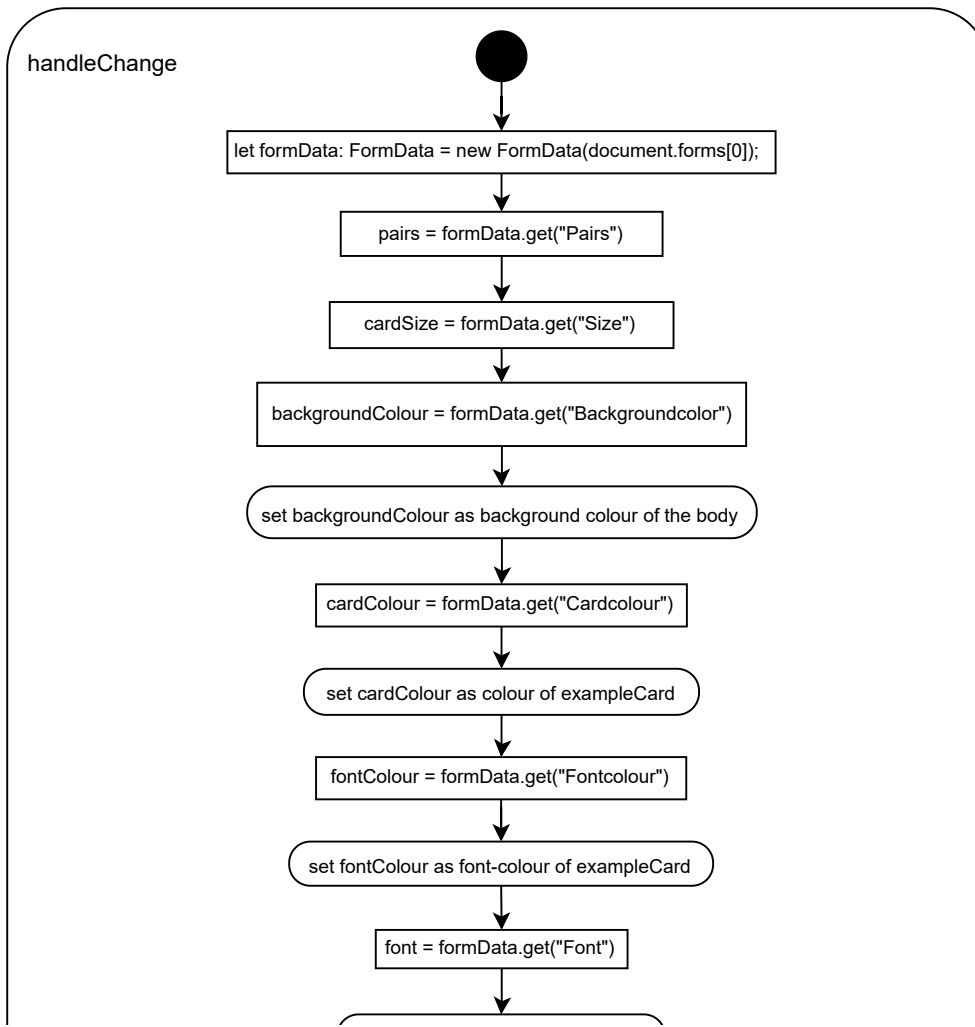 handleChange
let formData: FormData = new FormData(document.forms[0]);
pairs = formData.get("Pairs")
cardSize = formData.get("Size")
backgroundColour = formData.get("Backgroundcolor")
set backgroundColour as background colour of the body
cardColour = formData.get("Cardcolour")
set cardColour as colour of exampleCard
fontColour = formData.get("Fontcolour")
set fontColour as font-colour of exampleCard
font = formData.get("Font")